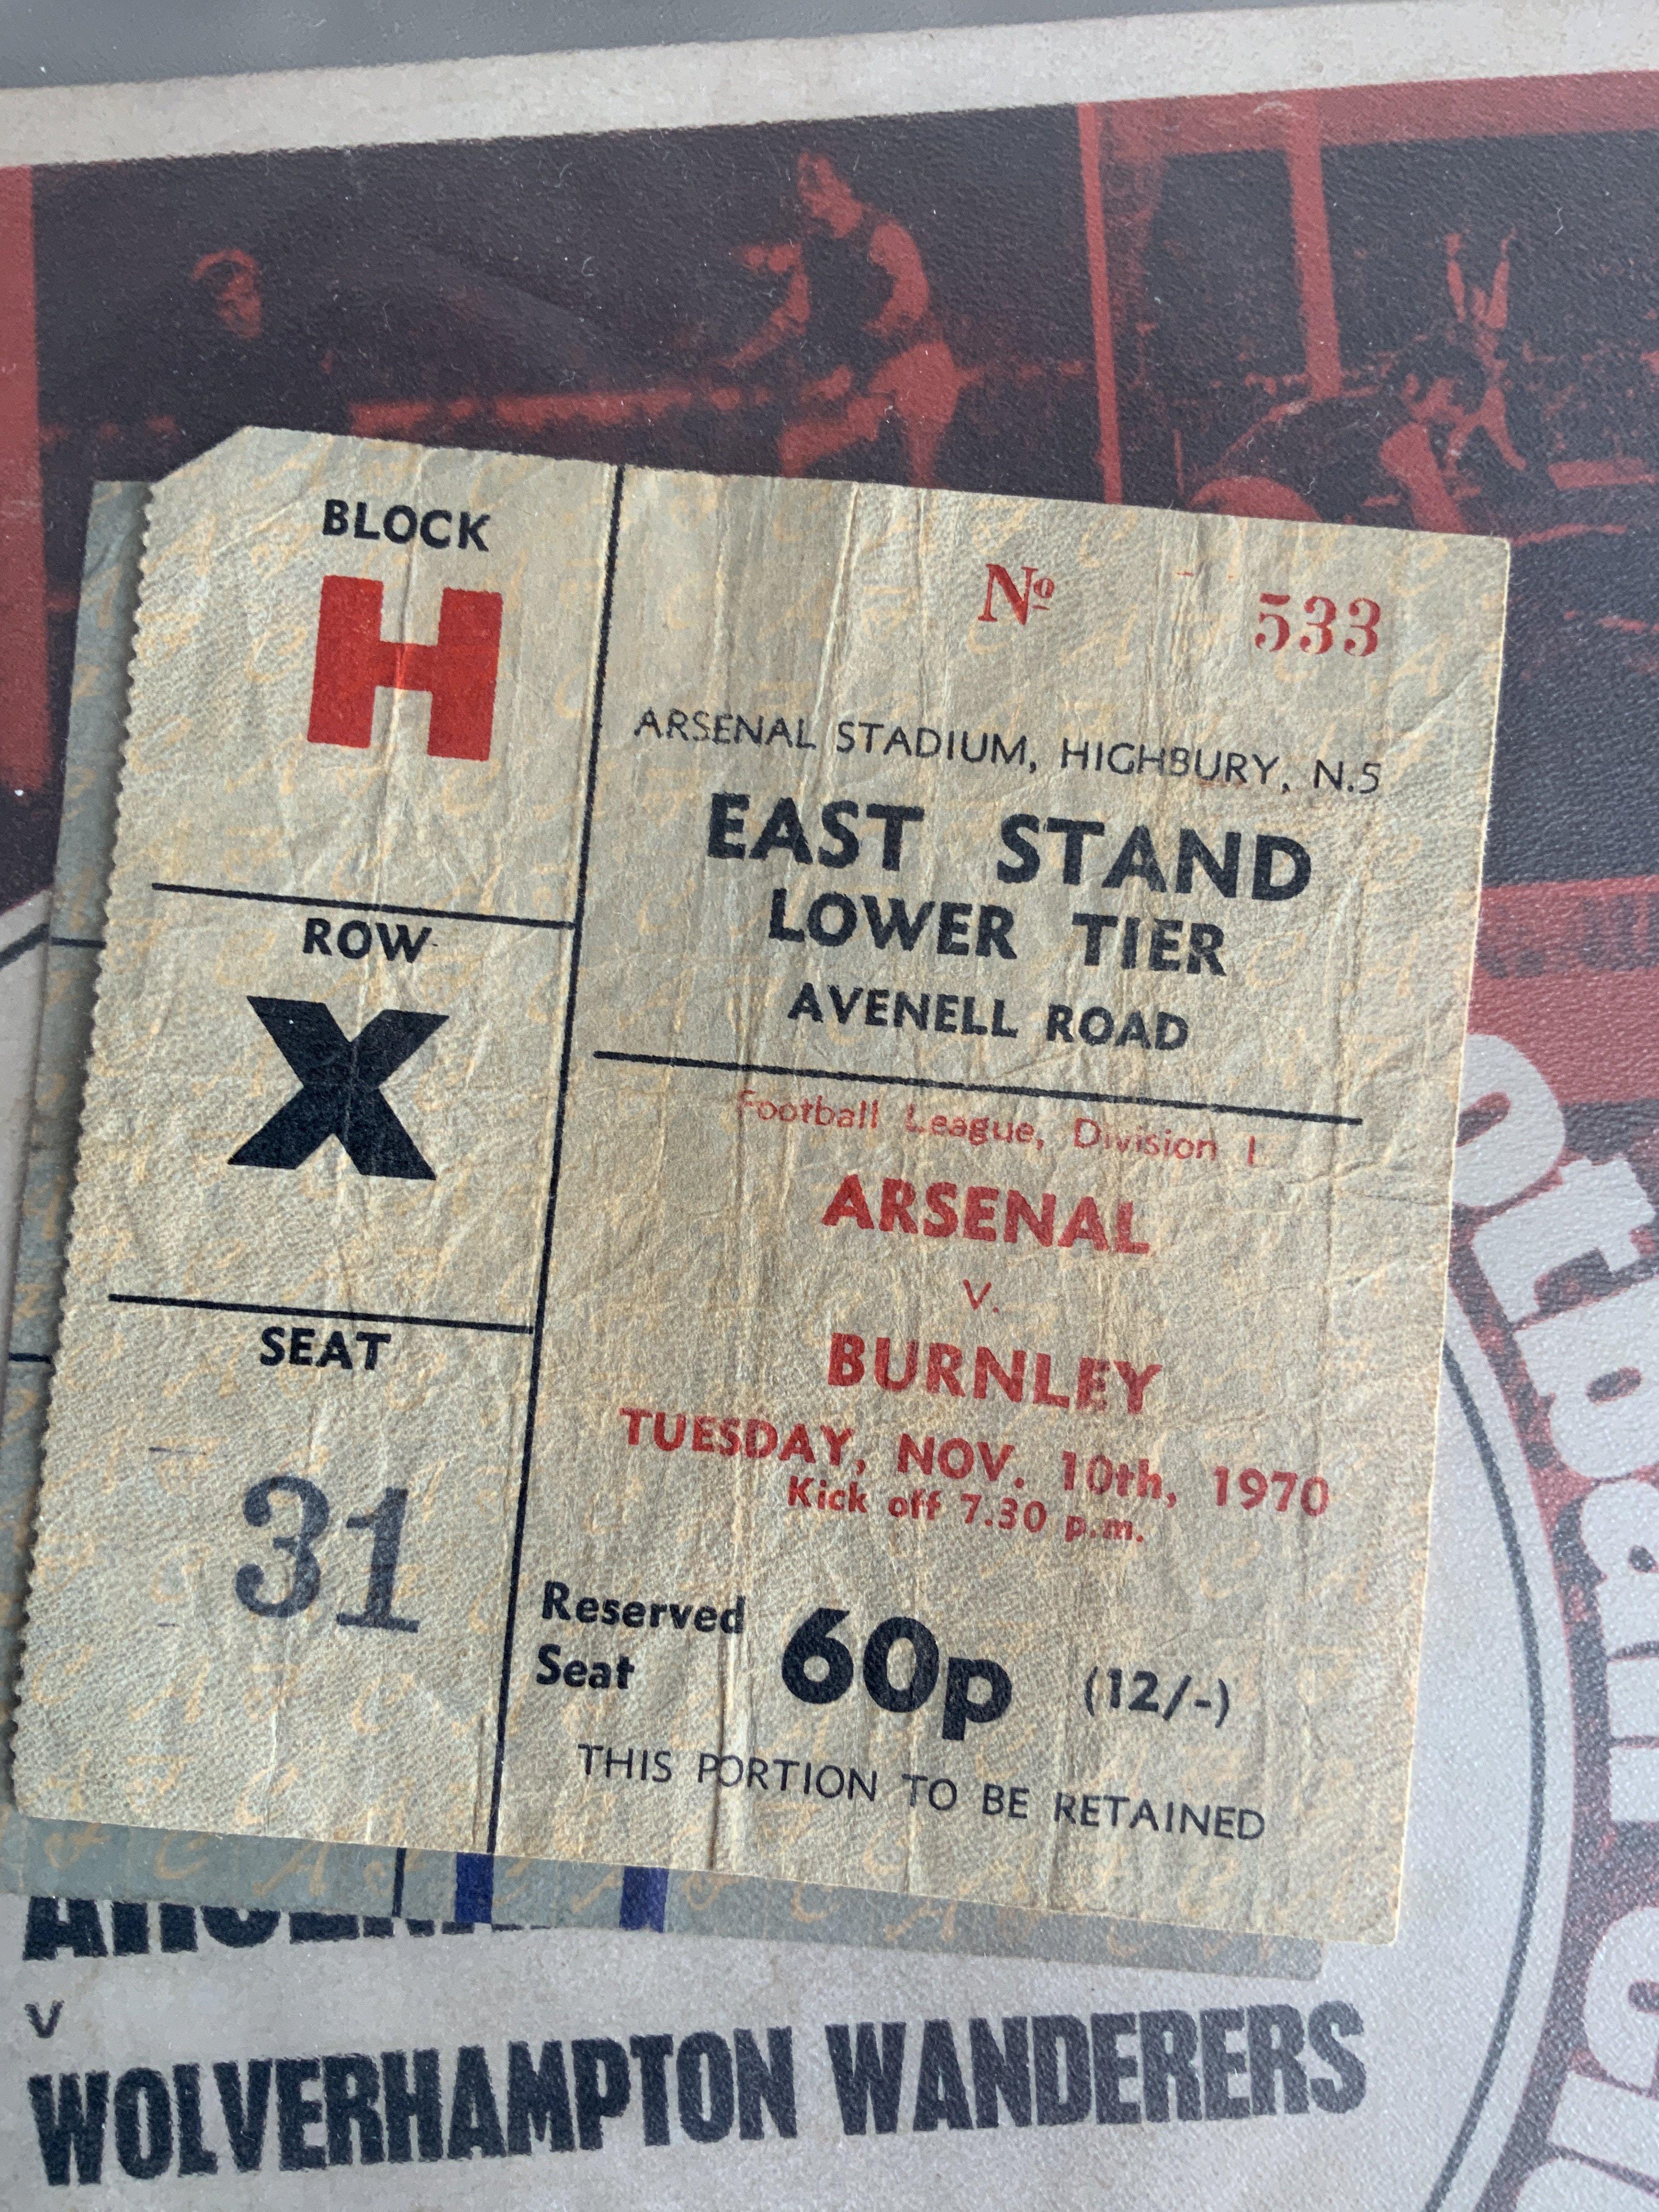 BLOCK
H
ROW
X
SEAT
31
Nº 533
ARSENAL STADIUM, HIGHBURY, N.5
EAST STAND
LOWER TIER
AVENELL ROAD
Football League, Division 1
ARSENAL
v.
BURNLEY
TUESDAY, NOV. 10th, 1970
Kick off 7.30 p.m.
Reserved
Seat
60p (12/-)
THIS PORTION TO BE RETAINED
v
WOLVERHAMPTON WANDERERS